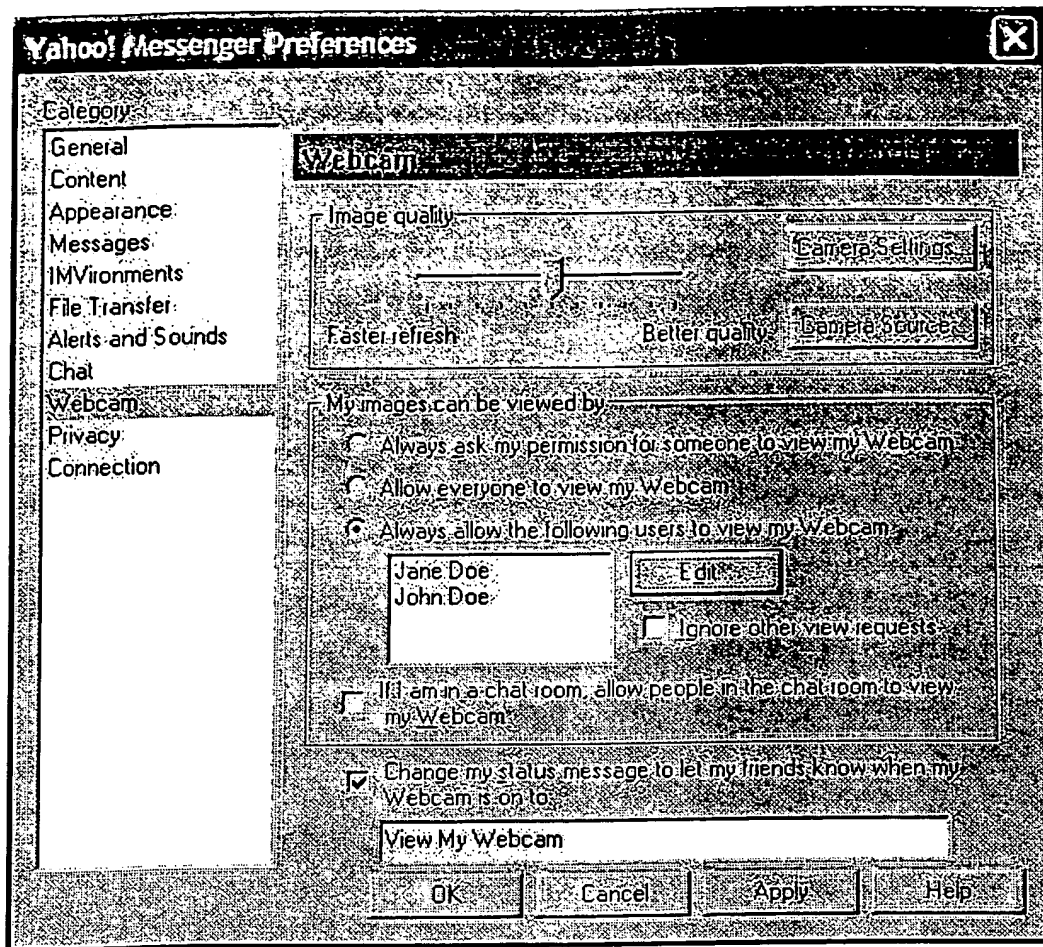 Yahoo! Messenger Preferences
Category:
General
Content
Appearance
Messages
IMVironments
File Transfer
Alerts and Sounds
Chat
Webcam
Privacy
Connection
Webcam
Image quality
Camera Settings...
Faster refresh
Better quality
Camera Source...
My images can be viewed by
Always ask my permission for someone to view my Webcam
Allow everyone to view my Webcam
Always allow the following users to view my Webcam
Jane Doe
John Doe
Edit
Ignore other view requests
If I am in a chat room, allow people in the chat room to view
my Webcam
Change my status message to let my friends know when my
Webcam is on to:
View My Webcam
OK
Cancel
Apply
Help